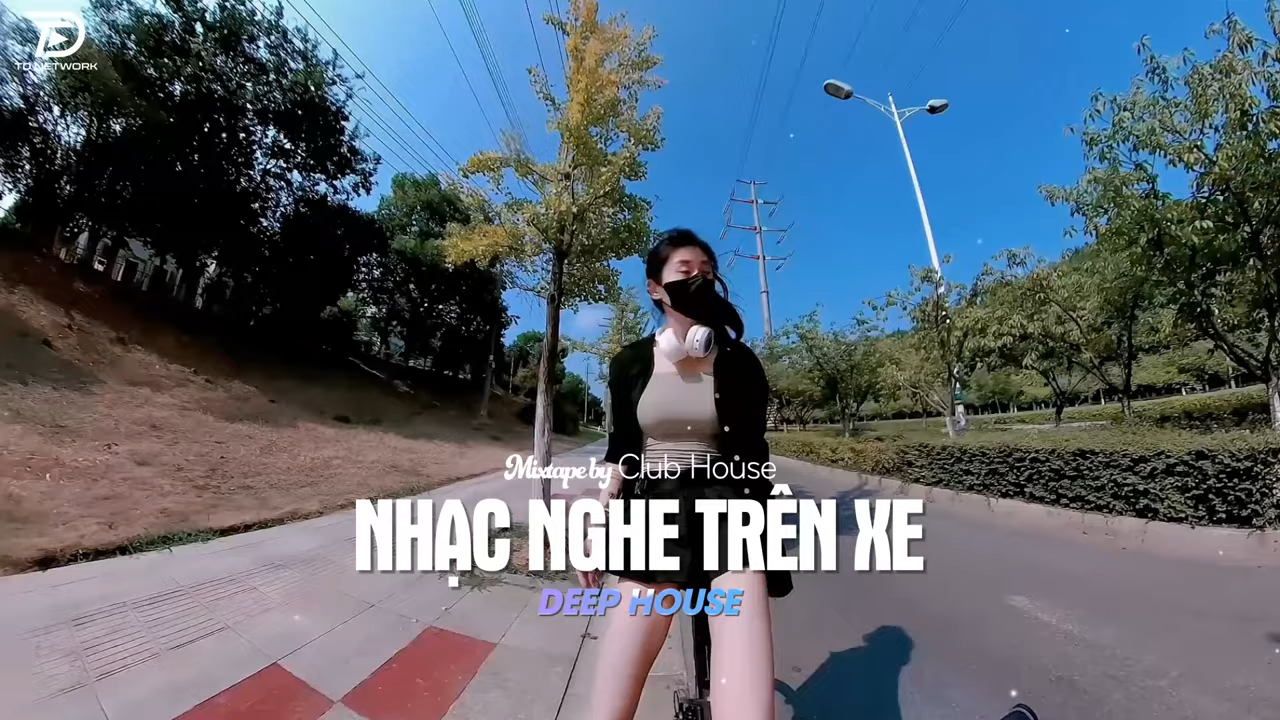 TD NETWORK
Mixtape by Club House
NHẠC NGHE TRÊN XE
DEEP HOUSE